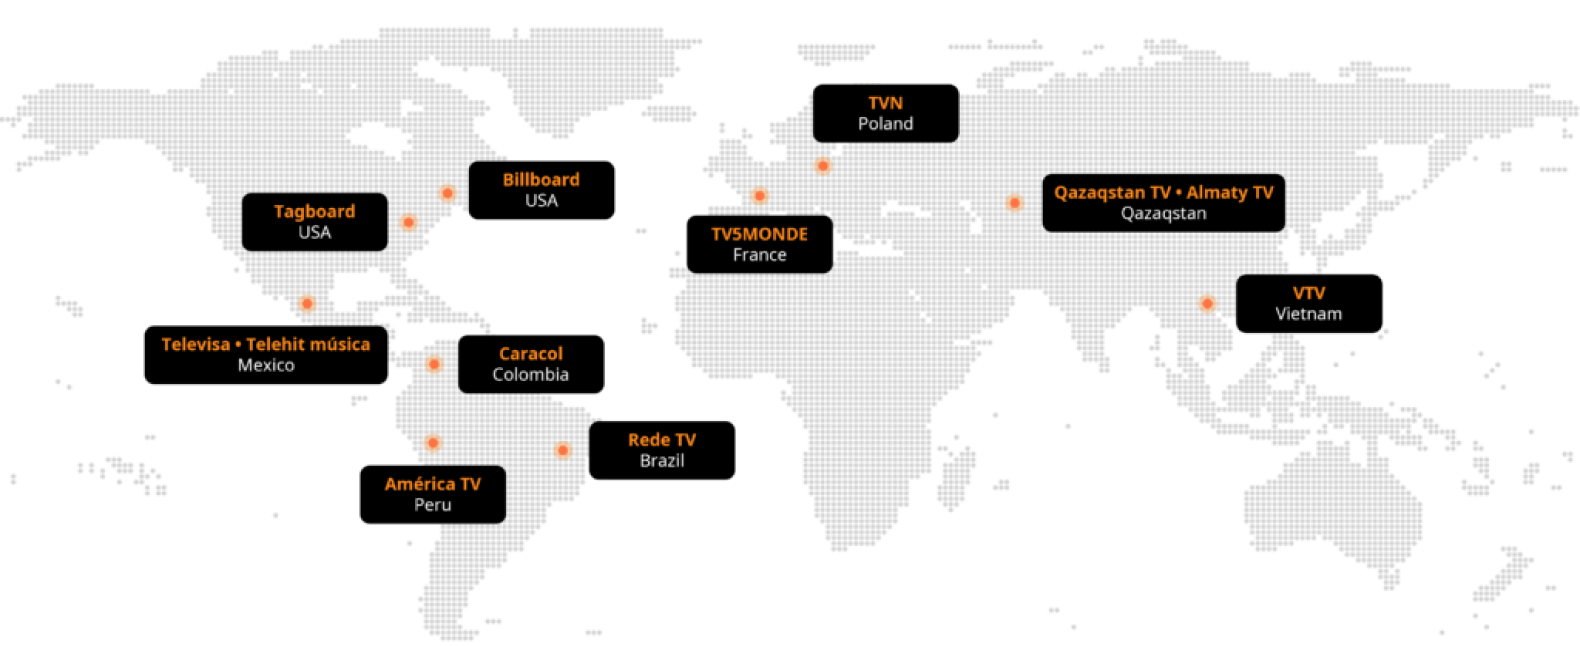 TVN
Poland
Billboard
USA
Qazaqstan TV • Almaty TV
Qazaqstan
Tagboard
USA
TV5MONDE
France
VTV
Vietnam
Televisa • Telehit música
Mexico
Caracol
Colombia
Rede TV
Brazil
América TV
Peru